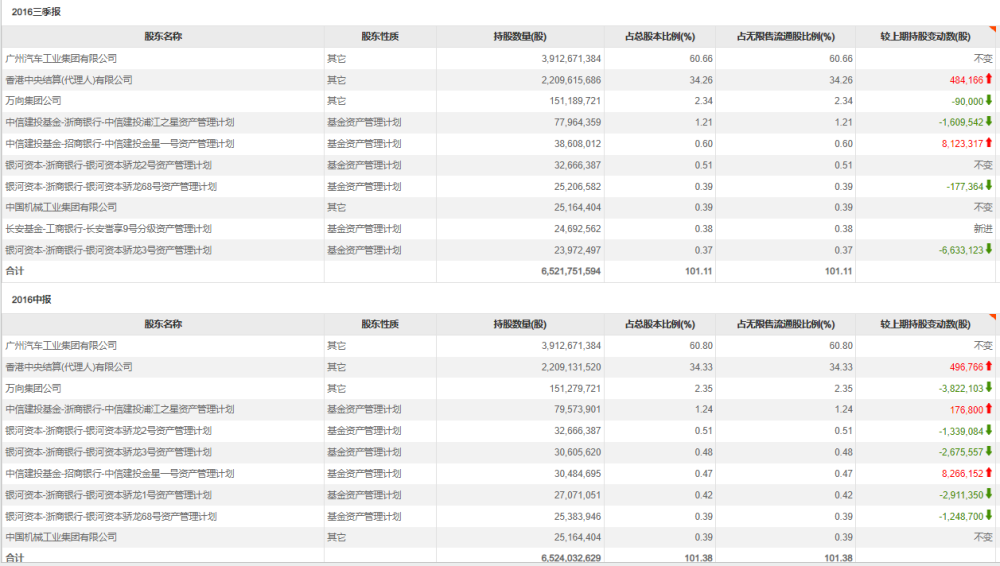 2016三季报
股东名称 股东性质 持股数量(股) 占总股本比例(%) 占无限售流通股比例(%) 较上期持股变动数(股)
广州汽车工业集团有限公司 其它 3,912,671,384 60.66 60.66 不变
香港中央结算(代理人)有限公司 其它 2,209,615,686 34.26 34.26 484,166
万向集团公司 其它 151,189,721 2.34 2.34 -90,000
中信建投基金-浙商银行-中信建投浦江之星资产管理计划 基金资产管理计划 77,964,359 1.21 1.21 -1,609,542
中信建投基金-招商银行-中信建投金星一号资产管理计划 基金资产管理计划 38,608,012 0.60 0.60 8,123,317
银河资本-浙商银行-银河资本骄龙2号资产管理计划 基金资产管理计划 32,666,387 0.51 0.51 不变
银河资本-浙商银行-银河资本骄龙68号资产管理计划 基金资产管理计划 25,206,582 0.39 0.39 -177,364
中国机械工业集团有限公司 其它 25,164,404 0.39 0.39 不变
长安基金-工商银行-长安誉享9号分级资产管理计划 基金资产管理计划 24,692,562 0.38 0.38 新进
银河资本-浙商银行-银河资本骄龙3号资产管理计划 基金资产管理计划 23,972,497 0.37 0.37 -6,633,123
合计 6,521,751,594 101.11 101.11
2016中报
股东名称 股东性质 持股数量(股) 占总股本比例(%) 占无限售流通股比例(%) 较上期持股变动数(股)
广州汽车工业集团有限公司 其它 3,912,671,384 60.80 60.80 不变
香港中央结算(代理人)有限公司 其它 2,209,131,520 34.33 34.33 496,766
万向集团公司 其它 151,279,721 2.35 2.35 -3,822,103
中信建投基金-浙商银行-中信建投浦江之星资产管理计划 基金资产管理计划 79,573,901 1.24 1.24 176,800
银河资本-浙商银行-银河资本骄龙2号资产管理计划 基金资产管理计划 32,666,387 0.51 0.51 -1,339,084
银河资本-浙商银行-银河资本骄龙3号资产管理计划 基金资产管理计划 30,605,620 0.48 0.48 -2,675,557
中信建投基金-招商银行-中信建投金星一号资产管理计划 基金资产管理计划 30,484,695 0.47 0.47 8,266,152
银河资本-浙商银行-银河资本骄龙1号资产管理计划 基金资产管理计划 27,071,051 0.42 0.42 -2,911,350
银河资本-浙商银行-银河资本骄龙68号资产管理计划 基金资产管理计划 25,383,946 0.39 0.39 -1,248,700
中国机械工业集团有限公司 其它 25,164,404 0.39 0.39 不变
合计 6,524,032,629 101.38 101.38